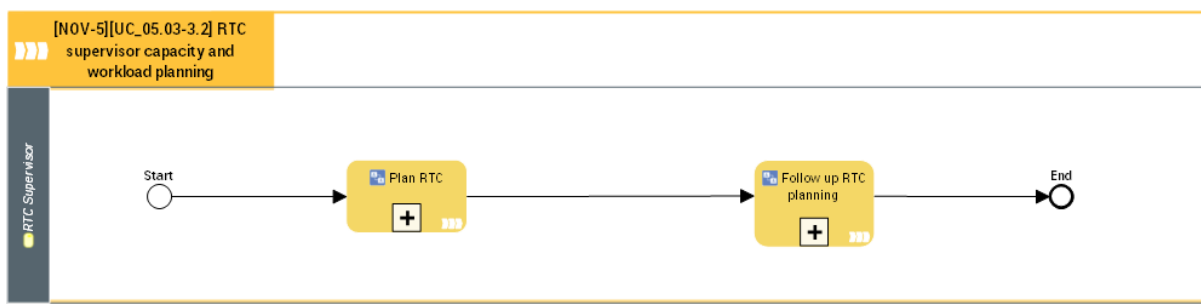 [NOV-5][UC_05.03-3.2] RTC
supervisor capacity and
workload planning
RTC Supervisor
Start
Plan RTC
Follow up RTC
planning
End